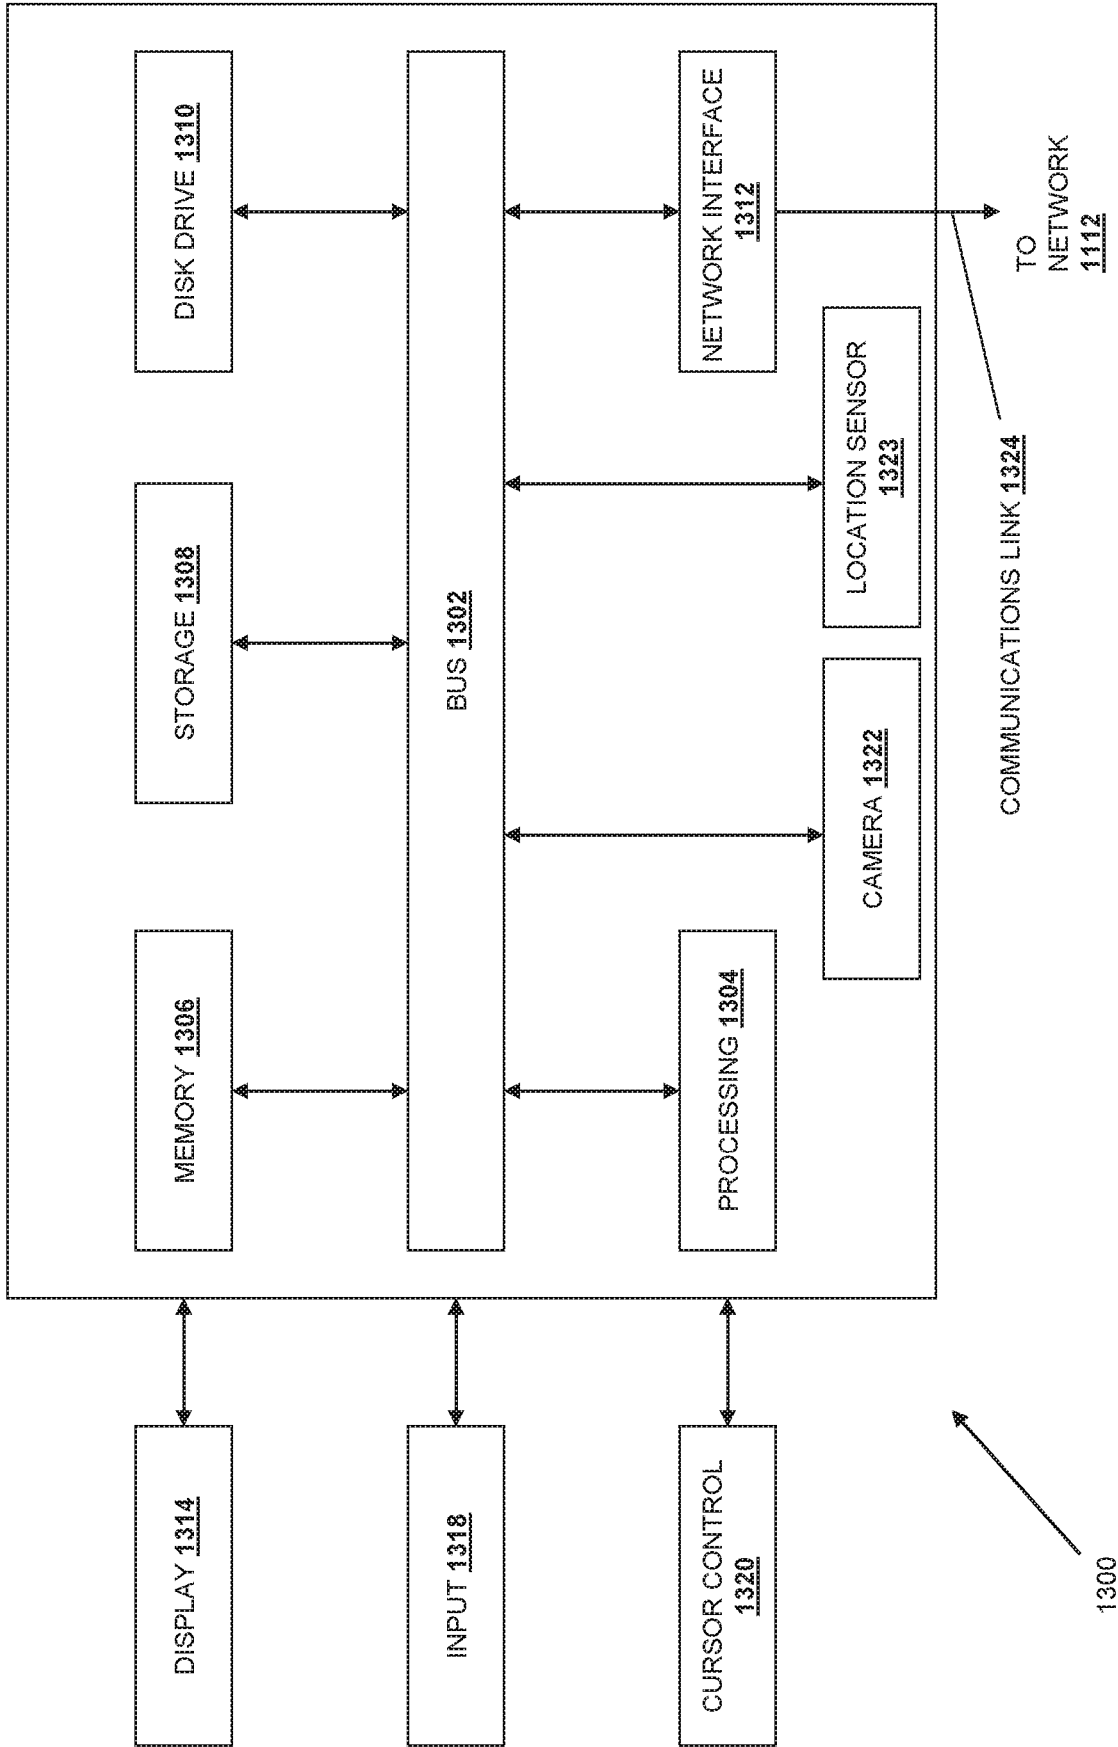 DISPLAY 1314
MEMORY 1306
STORAGE 1308
DISK DRIVE 1310
INPUT 1318
BUS 1302
CURSOR CONTROL
1320
PROCESSING 1304
NETWORK INTERFACE
1312
CAMERA 1322
LOCATION SENSOR
1323
COMMUNICATIONS LINK 1324
TO
NETWORK
1112
1300